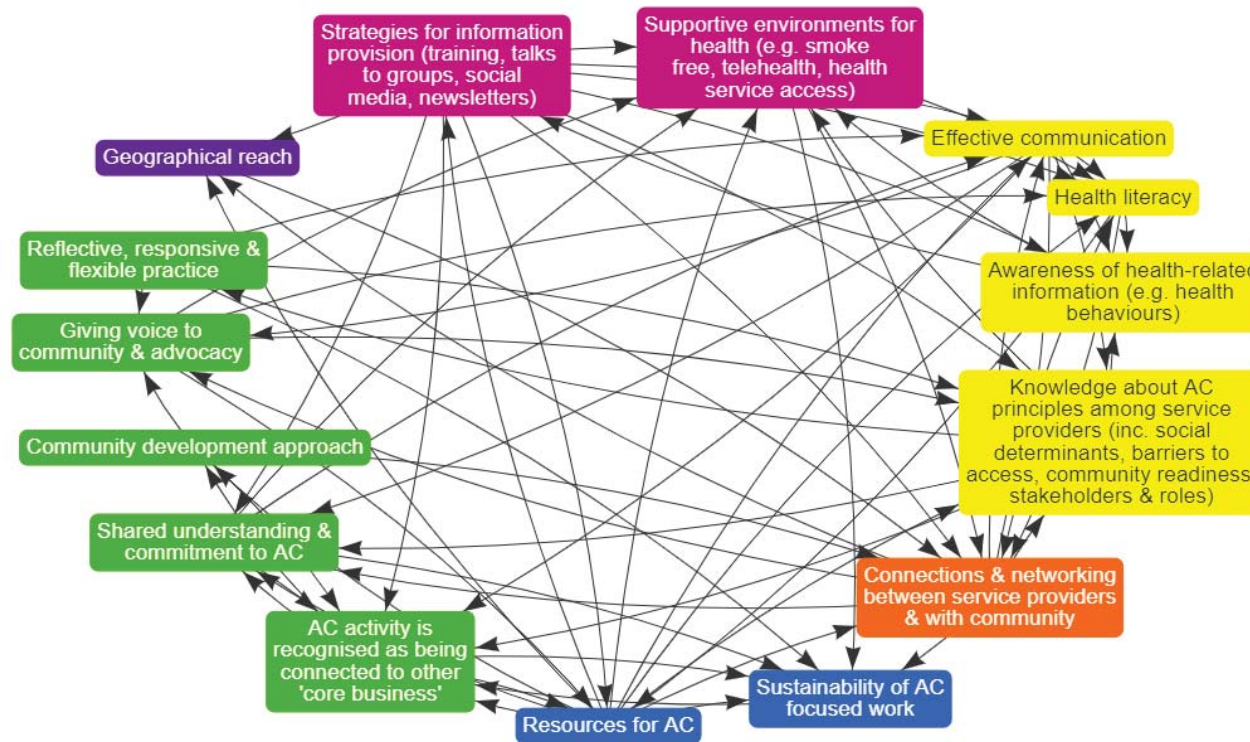 Strategies for information
provision (training, talks
to groups, social
media, newsletters)
Supportive environments for
health (e.g. smoke
free, telehealth, health
service access)
Effective communication
Geographical reach
Health literacy
Reflective, responsive &
flexible practice
Awareness of health-related
information (e.g. health
behaviours)
Giving voice to
community & advocacy
Knowledge about AC
principles among service
providers (inc. social
determinants, barriers to
access, community readiness
stakeholders & roles)
Community development approach
Shared understanding &
commitment to AC
Connections & networking
between service providers
& with community
AC activity is
recognised as being
connected to other
'core business'
Sustainability of AC
focused work
Resources for AC